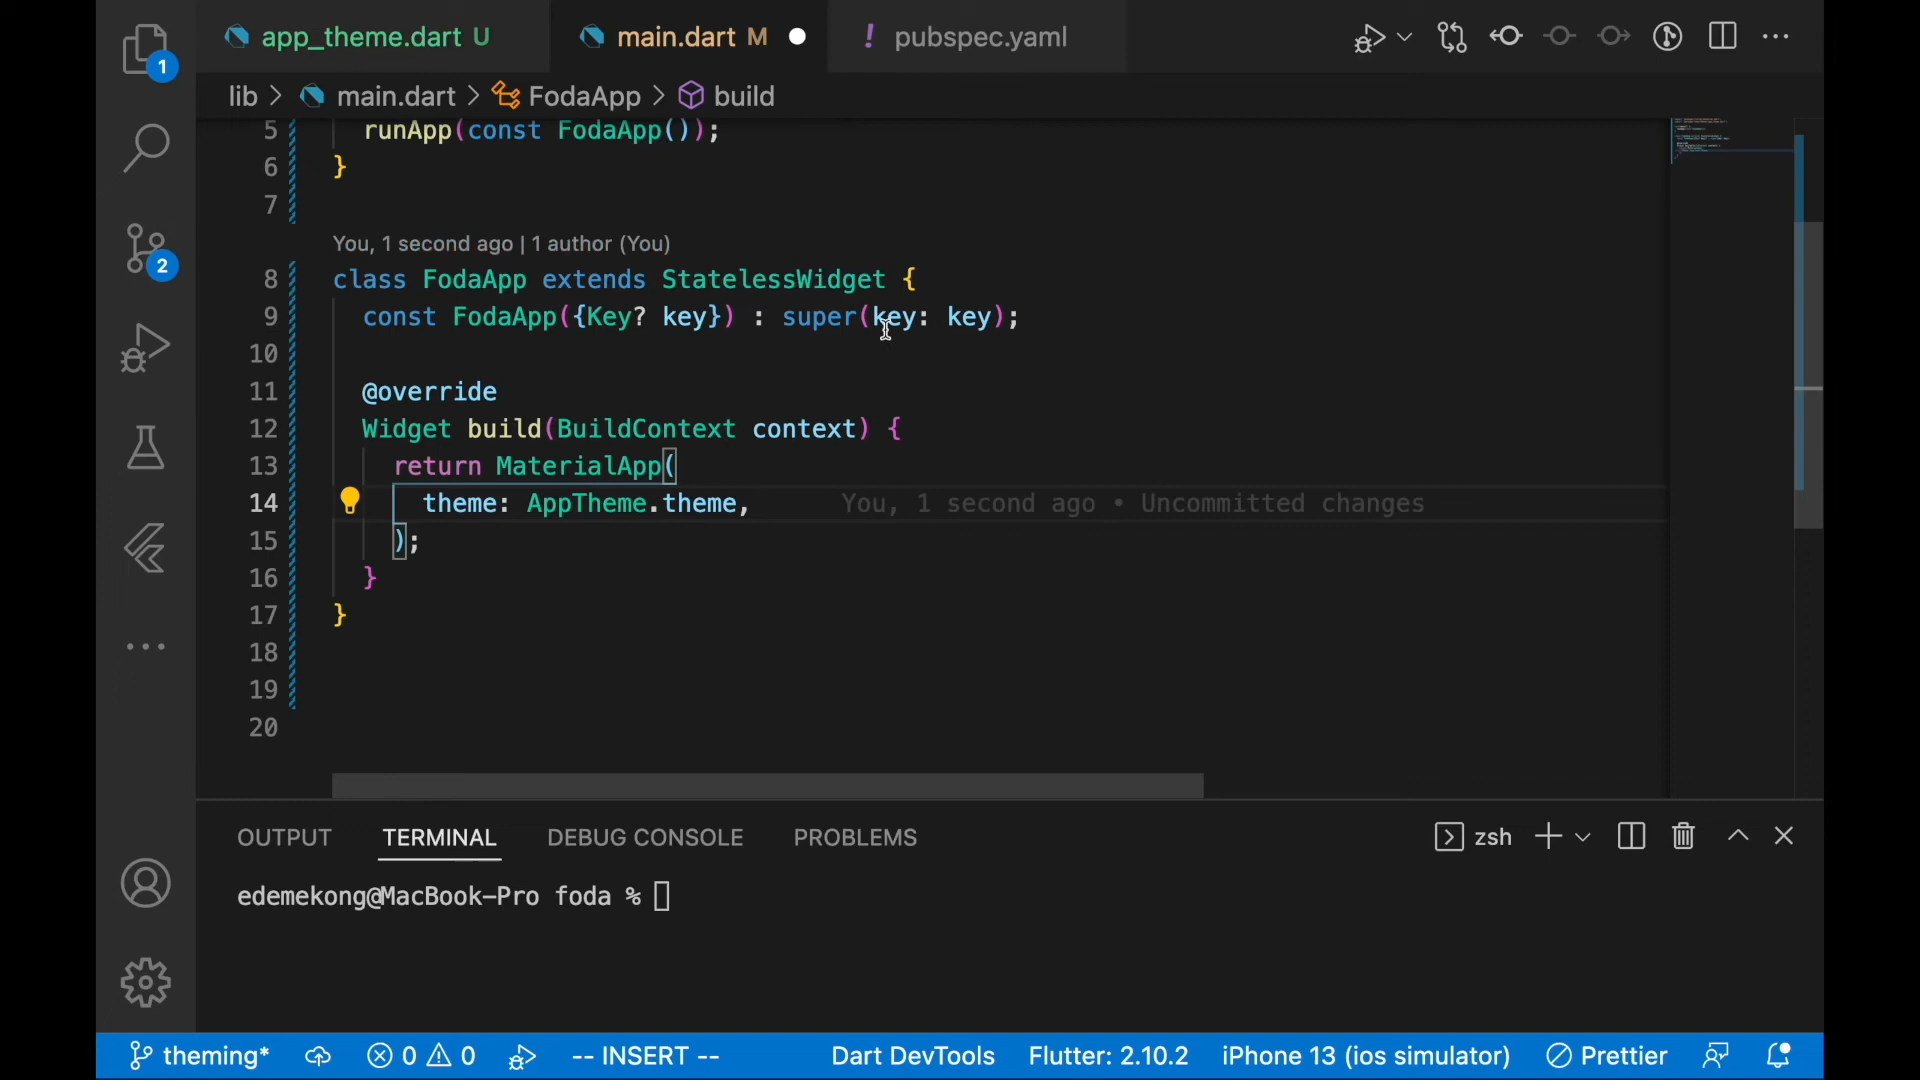 1
2
app_theme.dart U
main.dart M
! pubspec.yaml
lib > main.dart > FodaApp > build
5 runApp(const FodaApp());
6 }
7
You, 1 second ago | 1 author (You)
8 class FodaApp extends StatelessWidget {
9 const FodaApp({Key? key}) : super(key: key);
10
11 @override
12 Widget build(BuildContext context) {
13 return MaterialApp(
14 theme: AppTheme.theme, You, 1 second ago • Uncommitted changes
15 );
16 }
17 }
18
19
20
OUTPUT TERMINAL DEBUG CONSOLE PROBLEMS zsh
edemekong@MacBook-Pro foda %
theming* 0 0 -- INSERT -- Dart DevTools Flutter: 2.10.2 iPhone 13 (ios simulator) Prettier